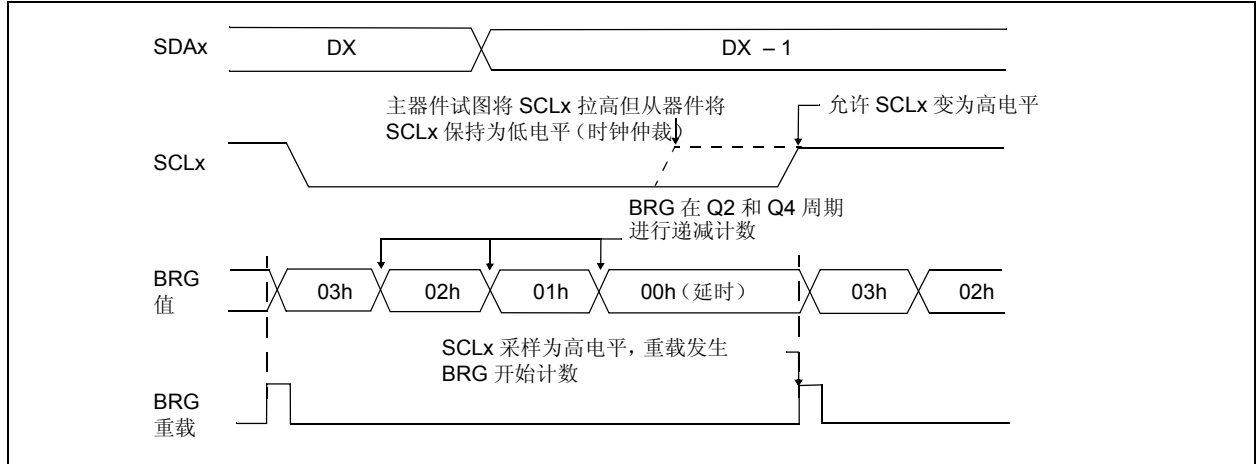 SDAx
DX
DX – 1
主器件试图将 SCLx 拉高但从器件将
SCLx 保持为低电平（时钟仲裁）
允许 SCLx 变为高电平
SCLx
BRG 在 Q2 和 Q4 周期
进行递减计数
BRG
值
03h
02h
01h
00h（延时）
03h
02h
SCLx 采样为高电平，重载发生
BRG 开始计数
BRG
重载